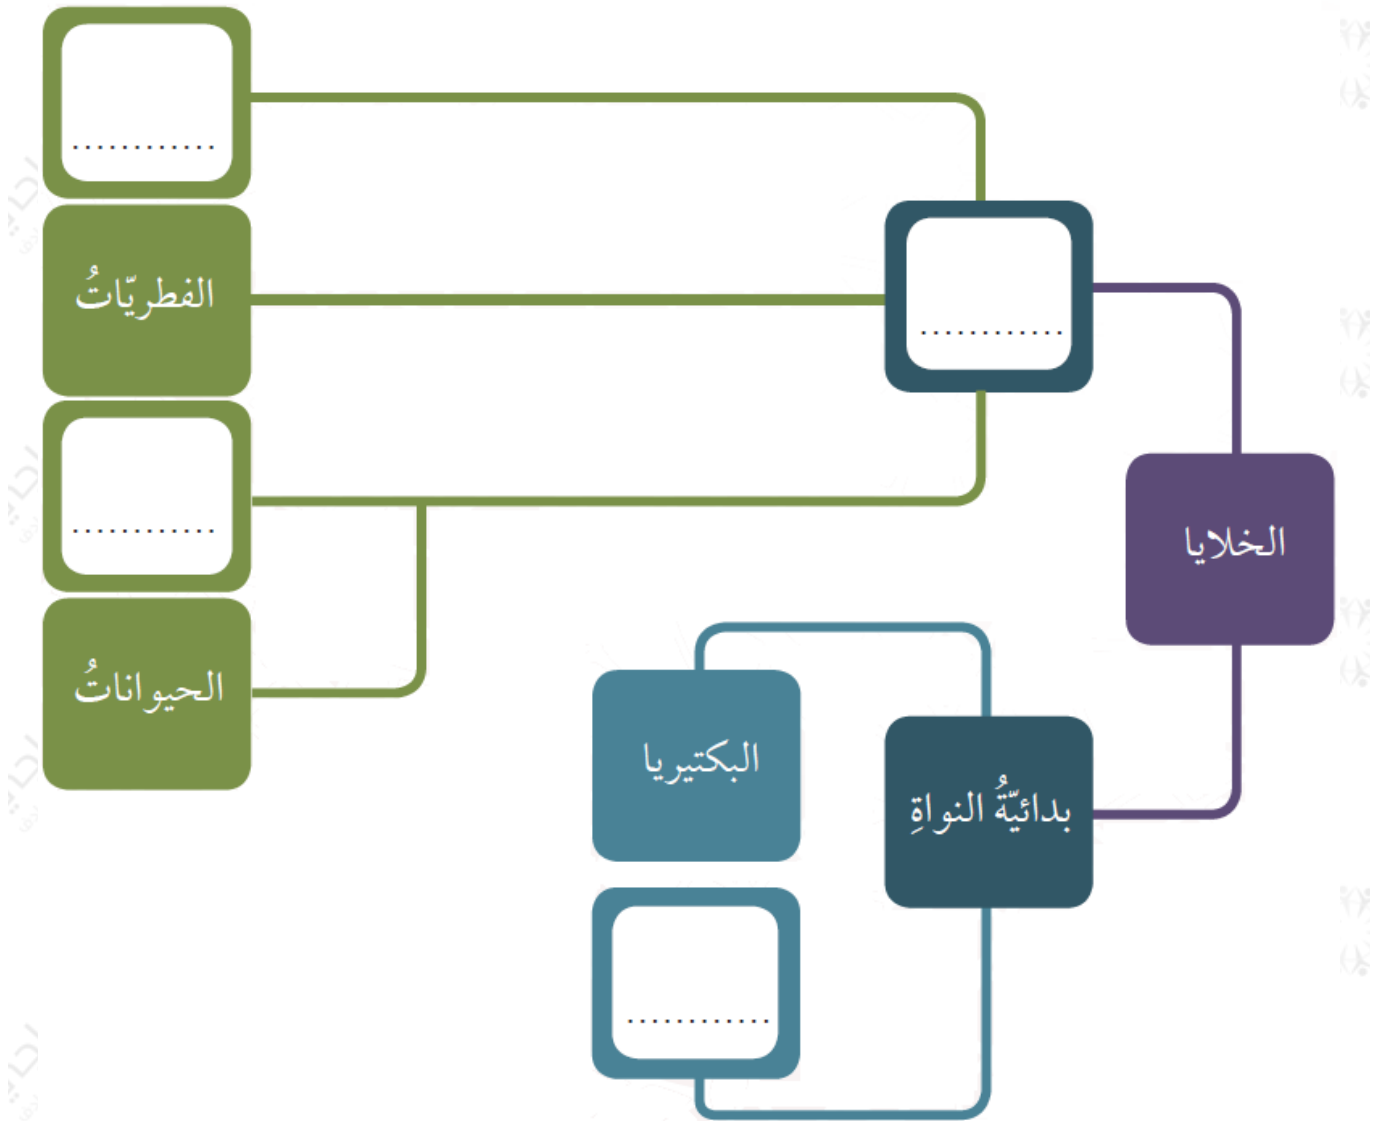 ............
الفطريّاتُ
............
............
الخلايا
الحيواناتُ
البكتيريا
بدائيّةُ النواةِ
............